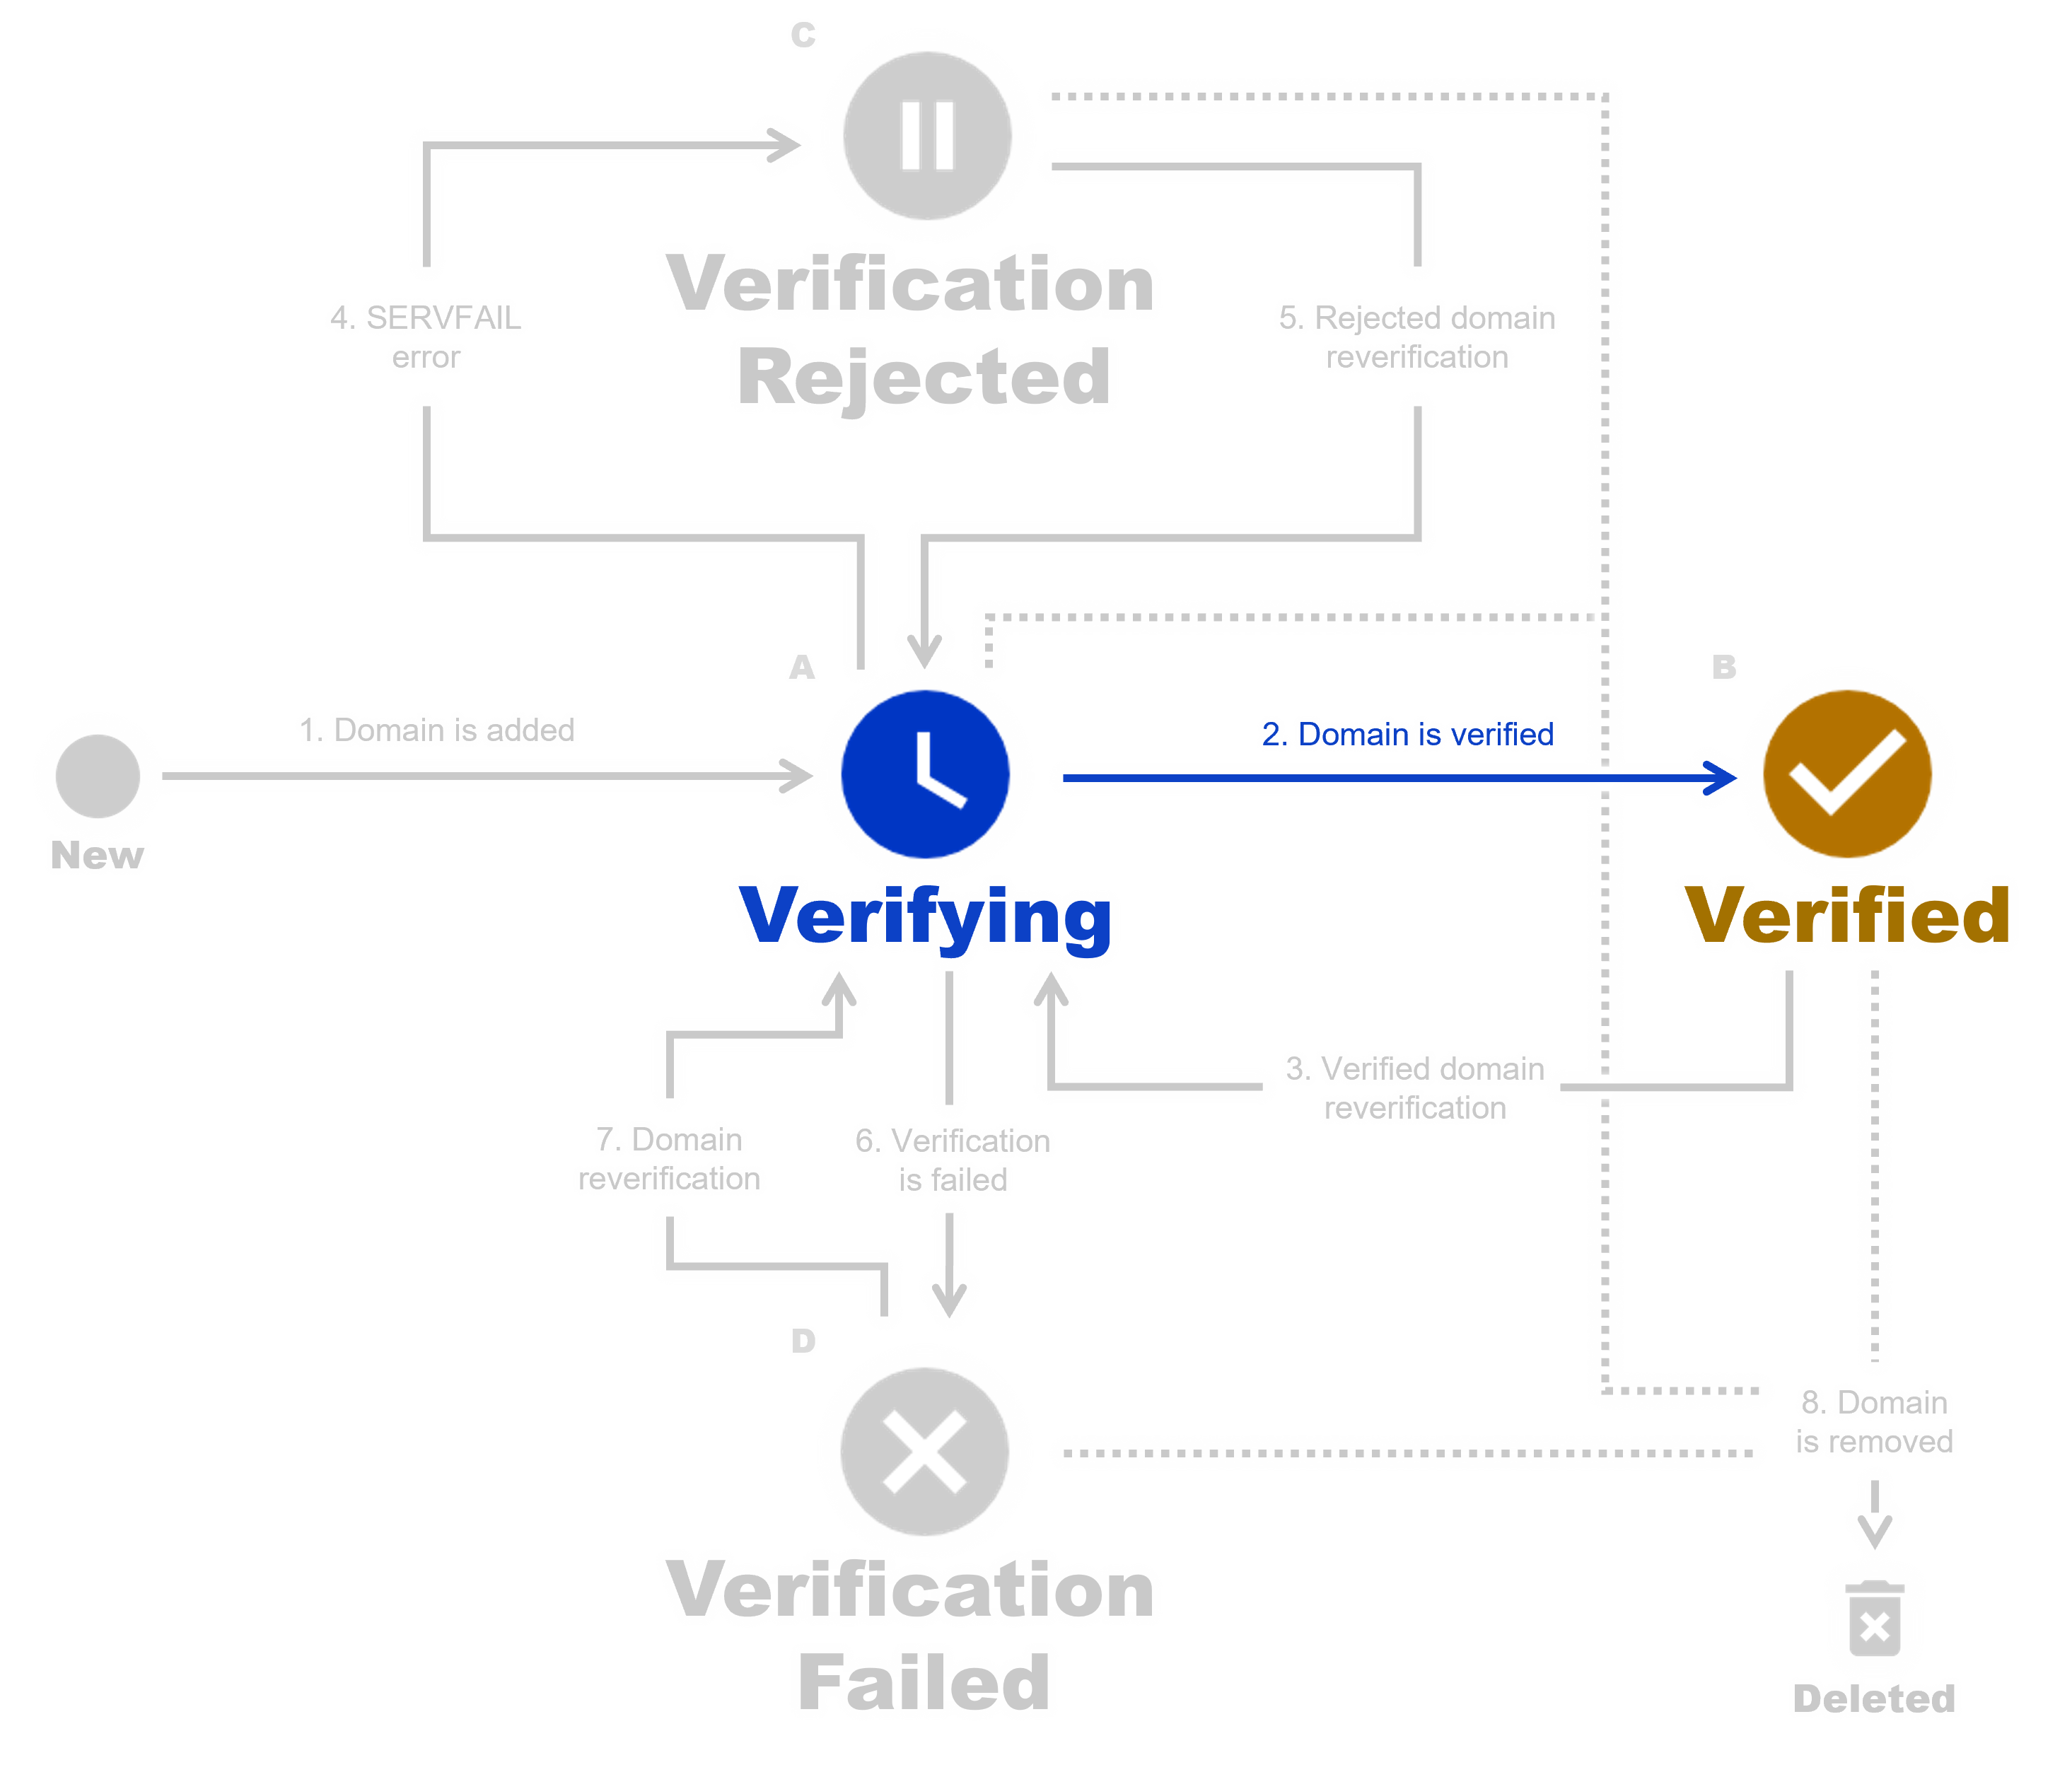 C
Verification
Rejected
4. SERVFAIL
error
5. Rejected domain
reverification
A
B
1. Domain is added
2. Domain is verified
New
Verifying
Verified
3. Verified domain
reverification
7. Domain
reverification
6. Verification
is failed
D
8. Domain
is removed
Verification
Failed
Deleted